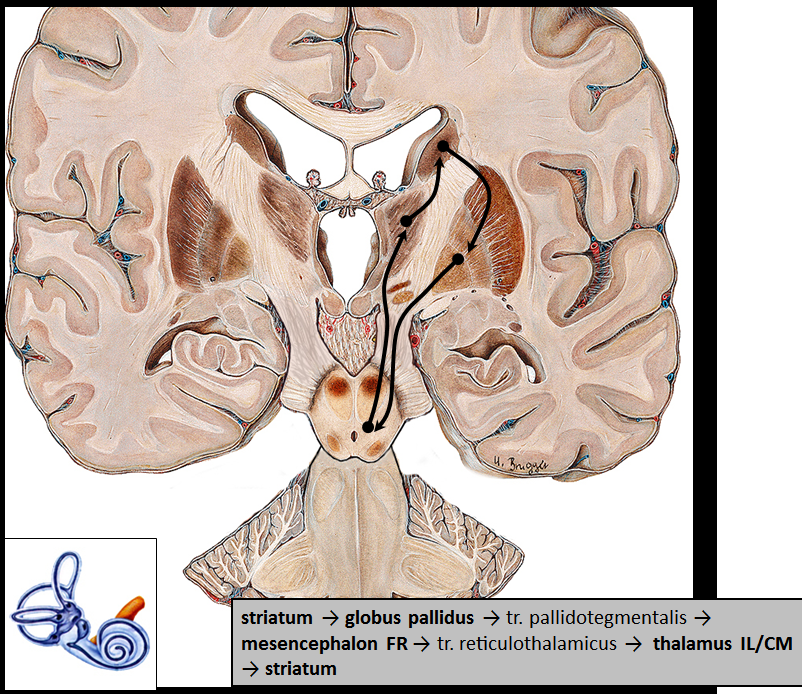 striatum → globus pallidus → tr. pallidotegmentalis →
mesencephalon FR → tr. reticulothalamicus → thalamus IL/CM
→ striatum